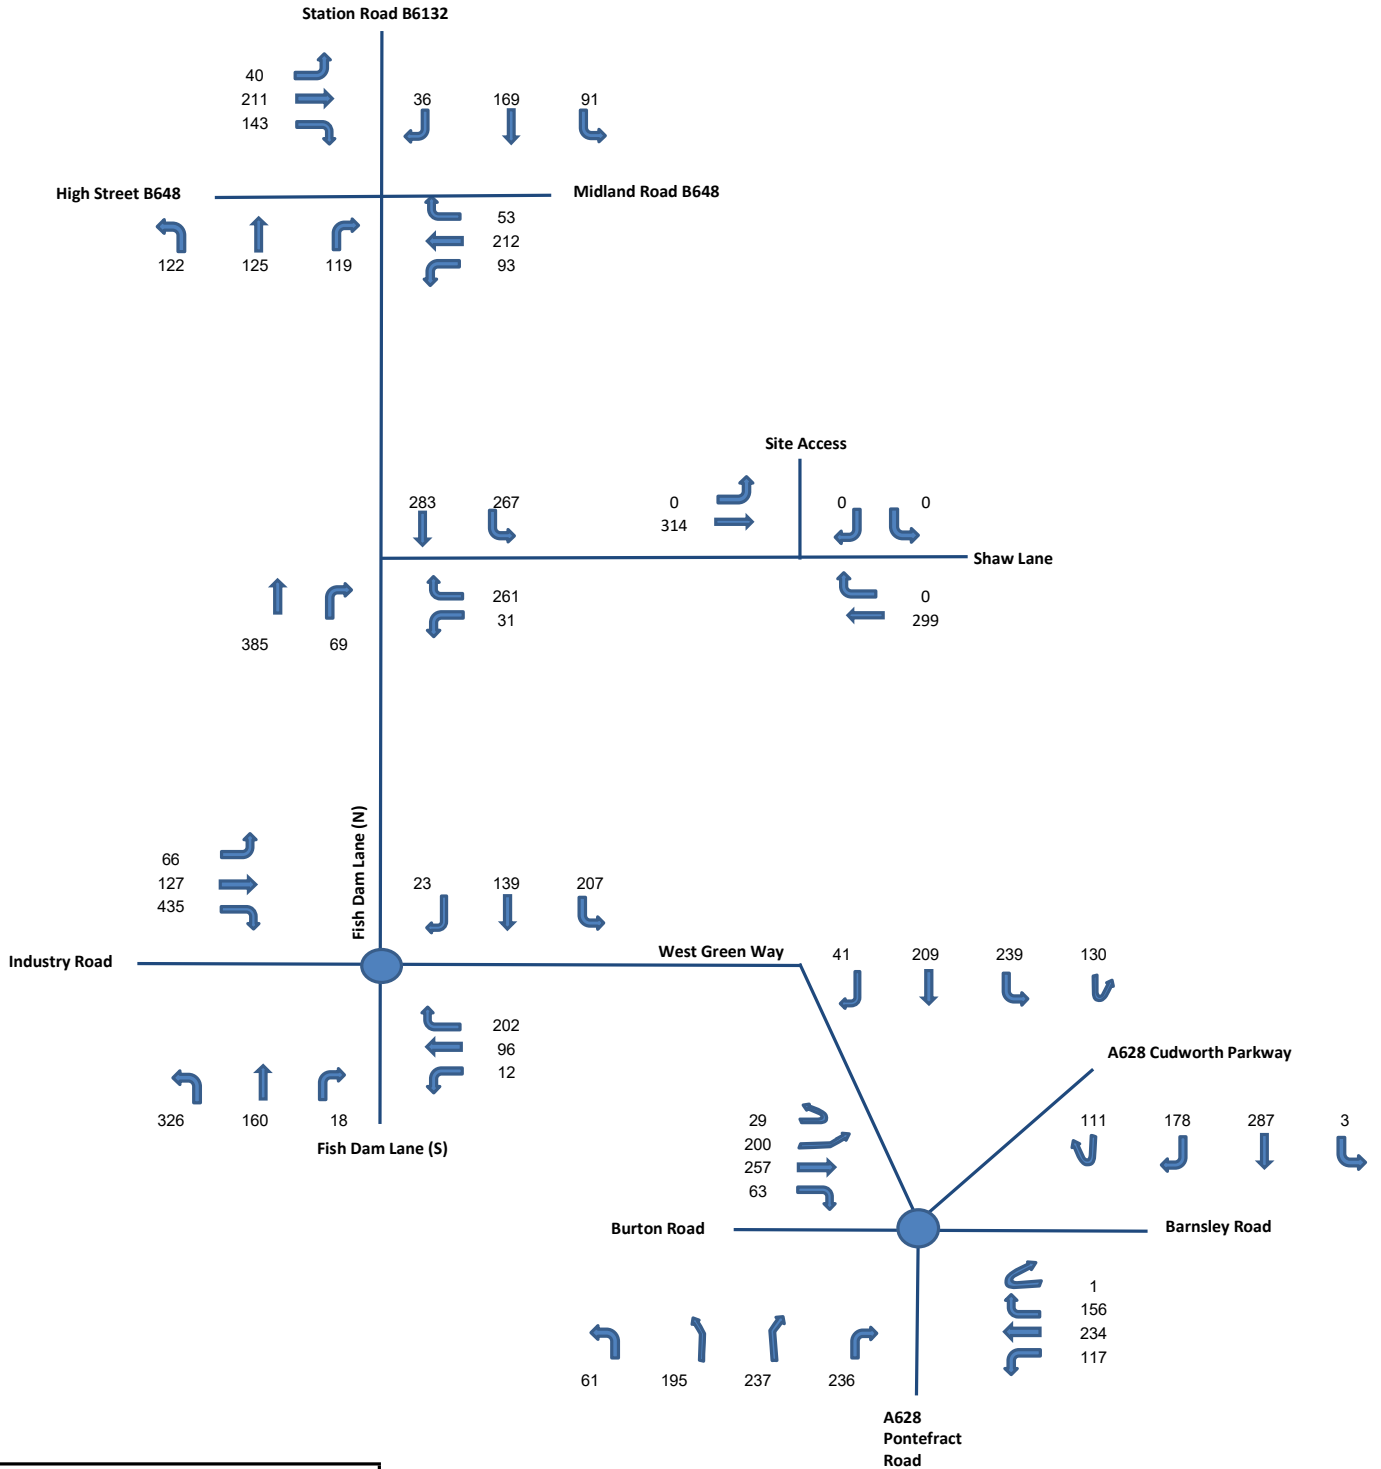 Station Road B6132
40
211
143
36 169 91
High Street B648
Midland Road B648
53
212
93
122 125 119
Site Access
283 267
0
314
0 0
Shaw Lane
261
31
0
299
385 69
Fish Dam Lane (N)
66
127
435
23 139 207
Industry Road
West Green Way
41 209 239 130
202
96
12
326 160 18
Fish Dam Lane (S)
A628 Cudworth Parkway
29
200
257
63
111 178 287 3
Burton Road
Barnsley Road
1
156
234
117
61 195 237 236
A628
Pontefract
Road